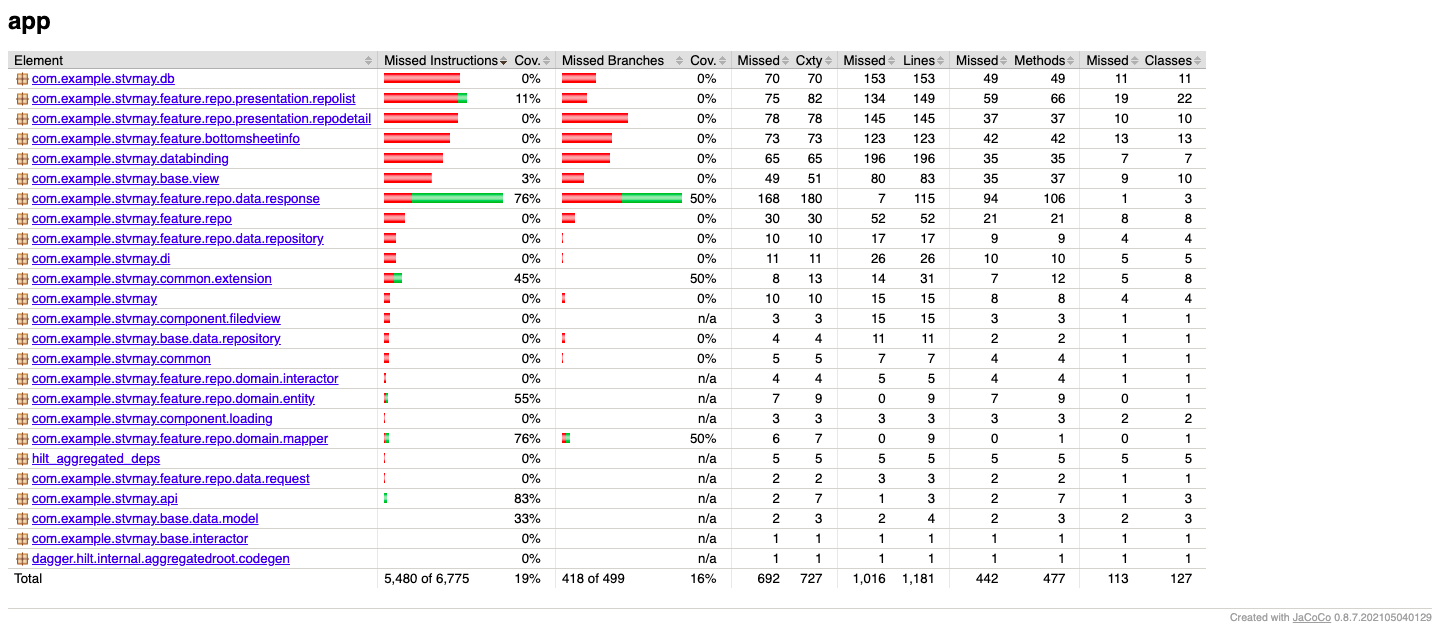 app
Element Missed Instructions Cov. Missed Branches Cov. Missed Cxty Missed Lines Missed Methods Missed Classes
com.example.stvmay.db 0% 0% 70 70 153 153 49 49 11 11
com.example.stvmay.feature.repo.presentation.repolist 11% 0% 75 82 134 149 59 66 19 22
com.example.stvmay.feature.repo.presentation.repodetail 0% 0% 78 78 145 145 37 37 10 10
com.example.stvmay.feature.bottomsheetinfo 0% 0% 73 73 123 123 42 42 13 13
com.example.stvmay.databinding 0% 0% 65 65 196 196 35 35 7 7
com.example.stvmay.base.view 3% 0% 49 51 80 83 35 37 9 10
com.example.stvmay.feature.repo.data.response 76% 50% 168 180 7 115 94 106 1 3
com.example.stvmay.feature.repo 0% 0% 30 30 52 52 21 21 8 8
com.example.stvmay.feature.repo.data.repository 0% 0% 10 10 17 17 9 9 4 4
com.example.stvmay.di 0% 0% 11 11 26 26 10 10 5 5
com.example.stvmay.common.extension 45% 50% 8 13 14 31 7 12 5 8
com.example.stvmay 0% 0% 10 10 15 15 8 8 4 4
com.example.stvmay.component.filedview 0% n/a 3 3 15 15 3 3 1 1
com.example.stvmay.base.data.repository 0% 0% 4 4 11 11 2 2 1 1
com.example.stvmay.common 0% 0% 5 5 7 7 4 4 1 1
com.example.stvmay.feature.repo.domain.interactor 0% n/a 4 4 5 5 4 4 1 1
com.example.stvmay.feature.repo.domain.entity 55% n/a 7 9 0 9 7 9 0 1
com.example.stvmay.component.loading 0% n/a 3 3 3 3 3 3 2 2
com.example.stvmay.feature.repo.domain.mapper 76% 50% 6 7 0 9 0 1 0 1
hilt_aggregated_deps 0% n/a 5 5 5 5 5 5 5 5
com.example.stvmay.feature.repo.data.request 0% n/a 2 2 3 3 2 2 1 1
com.example.stvmay.api 83% n/a 2 7 1 3 2 7 1 3
com.example.stvmay.base.data.model 33% n/a 2 3 2 4 2 3 2 3
com.example.stvmay.base.interactor 0% n/a 1 1 1 1 1 1 1 1
dagger.hilt.internal.aggregatedroot.codegen 0% n/a 1 1 1 1 1 1 1 1
Total 5,480 of 6,775 19% 418 of 499 16% 692 727 1,016 1,181 442 477 113 127
Created with JaCoCo 0.8.7.202105040129